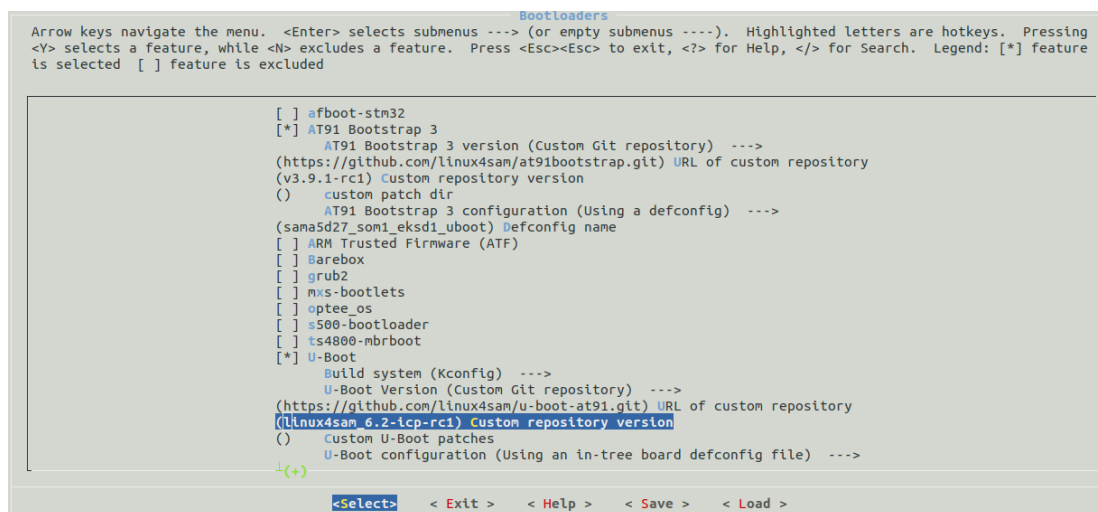 Bootloaders
Arrow keys navigate the menu.  <Enter> selects submenus ---> (or empty submenus ----).  Highlighted letters are hotkeys.  Pressing
<Y> selects a feature, while <N> excludes a feature.  Press <Esc><Esc> to exit, <?> for Help, </> for Search.  Legend: [*] feature
is selected  [ ] feature is excluded
[ ] afboot-stm32
[*] AT91 Bootstrap 3
AT91 Bootstrap 3 version (Custom Git repository)  --->
(https://github.com/linux4sam/at91bootstrap.git) URL of custom repository
(v3.9.1-rc1) Custom repository version
()    custom patch dir
AT91 Bootstrap 3 configuration (Using a defconfig)  --->
(sama5d27_som1_eksd1_uboot) Defconfig name
[ ] ARM Trusted Firmware (ATF)
[ ] Barebox
[ ] grub2
[ ] mxs-bootlets
[ ] optee_os
[ ] s500-bootloader
[ ] ts4800-mbrboot
[*] U-Boot
Build system (Kconfig)  --->
U-Boot Version (Custom Git repository)  --->
(https://github.com/linux4sam/u-boot-at91.git) URL of custom repository
(linux4sam_6.2-icp-rc1) Custom repository version
()    Custom U-Boot patches
U-Boot configuration (Using an in-tree board defconfig file)  --->
(+)
<Select>    < Exit >    < Help >    < Save >    < Load >